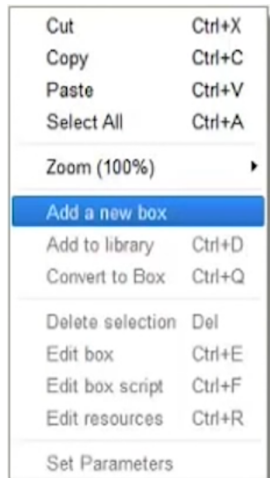 Cut Ctrl+X
Copy Ctrl+C
Paste Ctrl+V
Select All Ctrl+A
Zoom (100%)
Add a new box
Add to library Ctrl+D
Convert to Box Ctrl+Q
Delete selection Del
Edit box Ctrl+E
Edit box script Ctrl+F
Edit resources Ctrl+R
Set Parameters